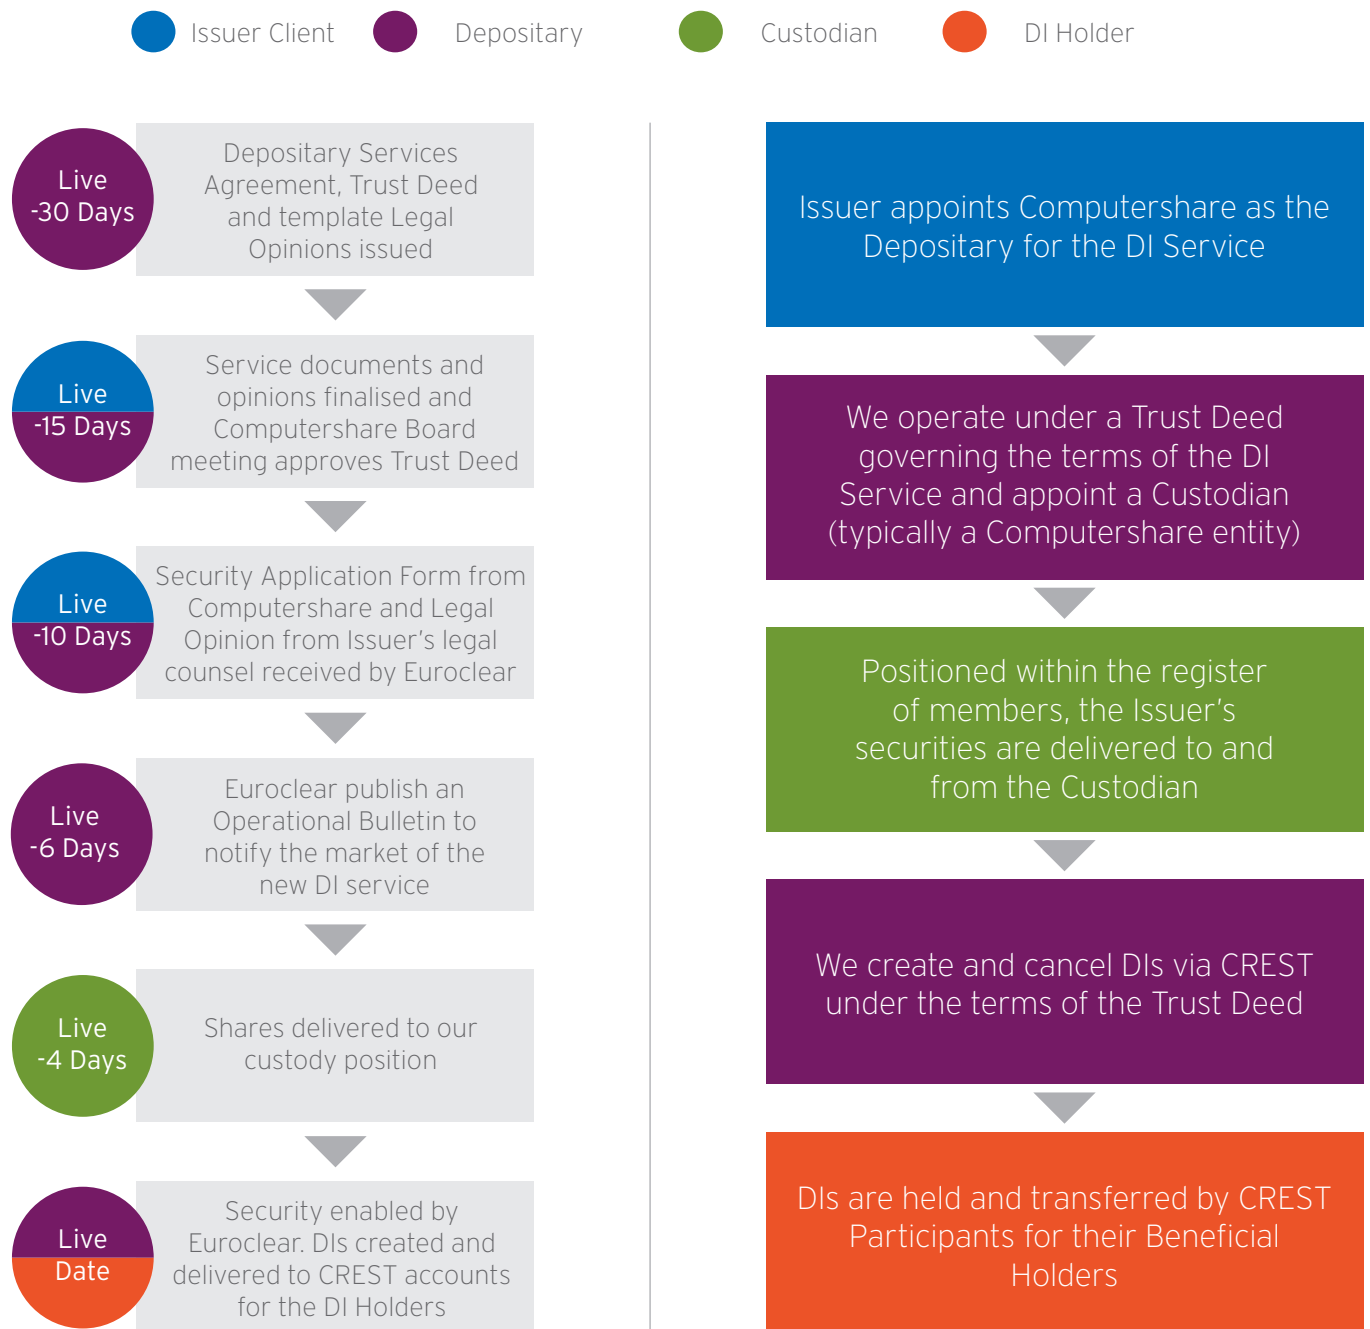 Issuer Client
Depositary
Custodian
DI Holder
Live
-30 Days
Depositary Services
Agreement, Trust Deed
and template Legal
Opinions issued
Live
-15 Days
Service documents and
opinions finalised and
Computershare Board
meeting approves Trust Deed
Live
-10 Days
Security Application Form from
Computershare and Legal
Opinion from Issuer's legal
counsel received by Euroclear
Live
-6 Days
Euroclear publish an
Operational Bulletin to
notify the market of the
new DI service
Live
-4 Days
Shares delivered to our
custody position
Live
Date
Security enabled by
Euroclear. DIs created and
delivered to CREST accounts
for the DI Holders
Issuer appoints Computershare as the
Depositary for the DI Service
We operate under a Trust Deed
governing the terms of the DI
Service and appoint a Custodian
(typically a Computershare entity)
Positioned within the register
of members, the Issuer's
securities are delivered to and
from the Custodian
We create and cancel DIs via CREST
under the terms of the Trust Deed
DIs are held and transferred by CREST
Participants for their Beneficial
Holders